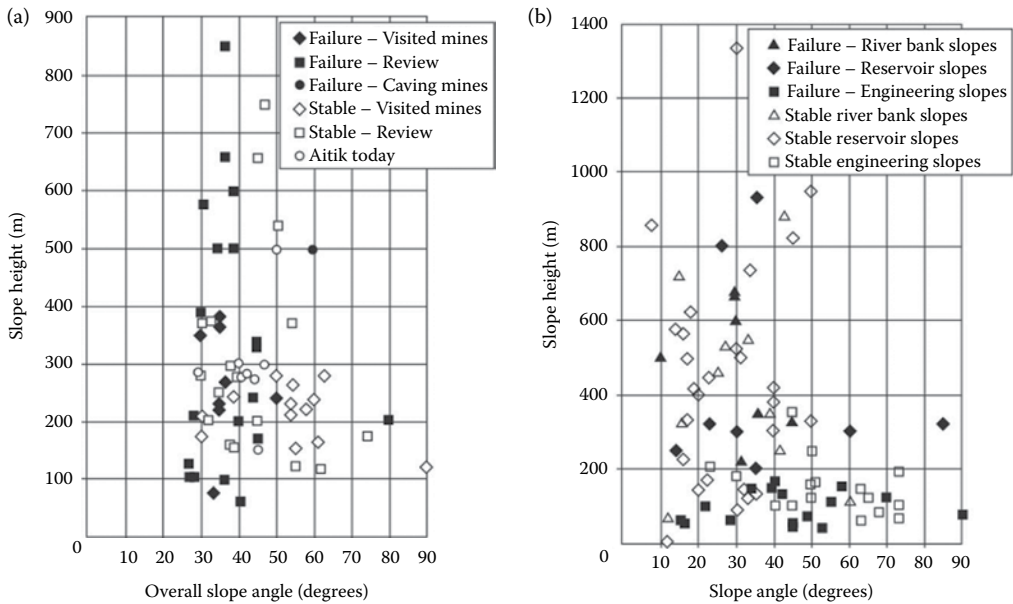 (a)
900
800
700
600
500
400
300
200
100
0
Slope height (m)
10 20 30 40 50 60 70 80 90
Overall slope angle (degrees)
Failure – Visited mines
Failure – Review
Failure – Caving mines
Stable – Visited mines
Stable – Review
Aitik today
(b)
1400
1200
1000
800
600
400
200
0
Slope height (m)
10 20 30 40 50 60 70 80 90
Slope angle (degrees)
Failure – River bank slopes
Failure – Reservoir slopes
Failure – Engineering slopes
Stable river bank slopes
Stable reservoir slopes
Stable engineering slopes